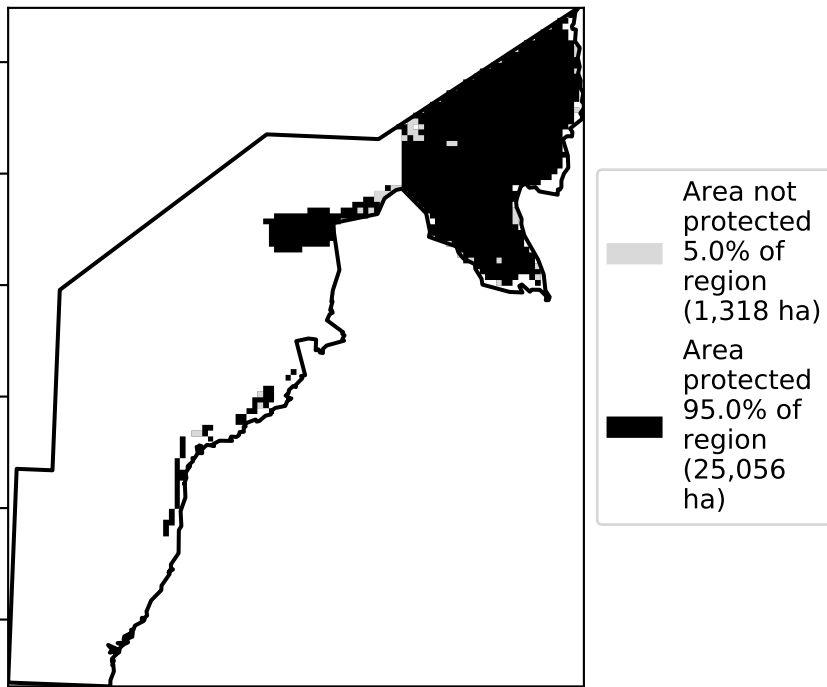 Area not
protected
5.0% of
region
(1,318 ha)
Area
protected
95.0% of
region
(25,056
ha)